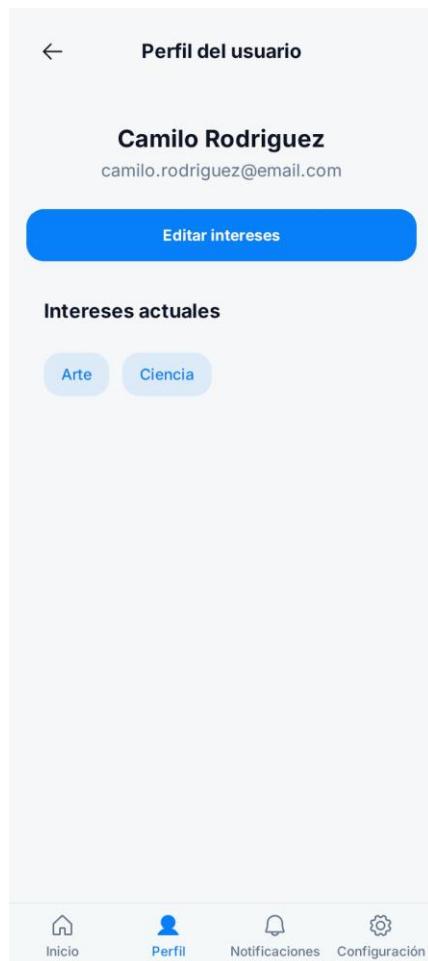 Perfil del usuario
Camilo Rodriguez
camilo.rodriguez@email.com
Editar intereses
Intereses actuales
Arte Ciencia
Inicio Perfil Notificaciones Configuración